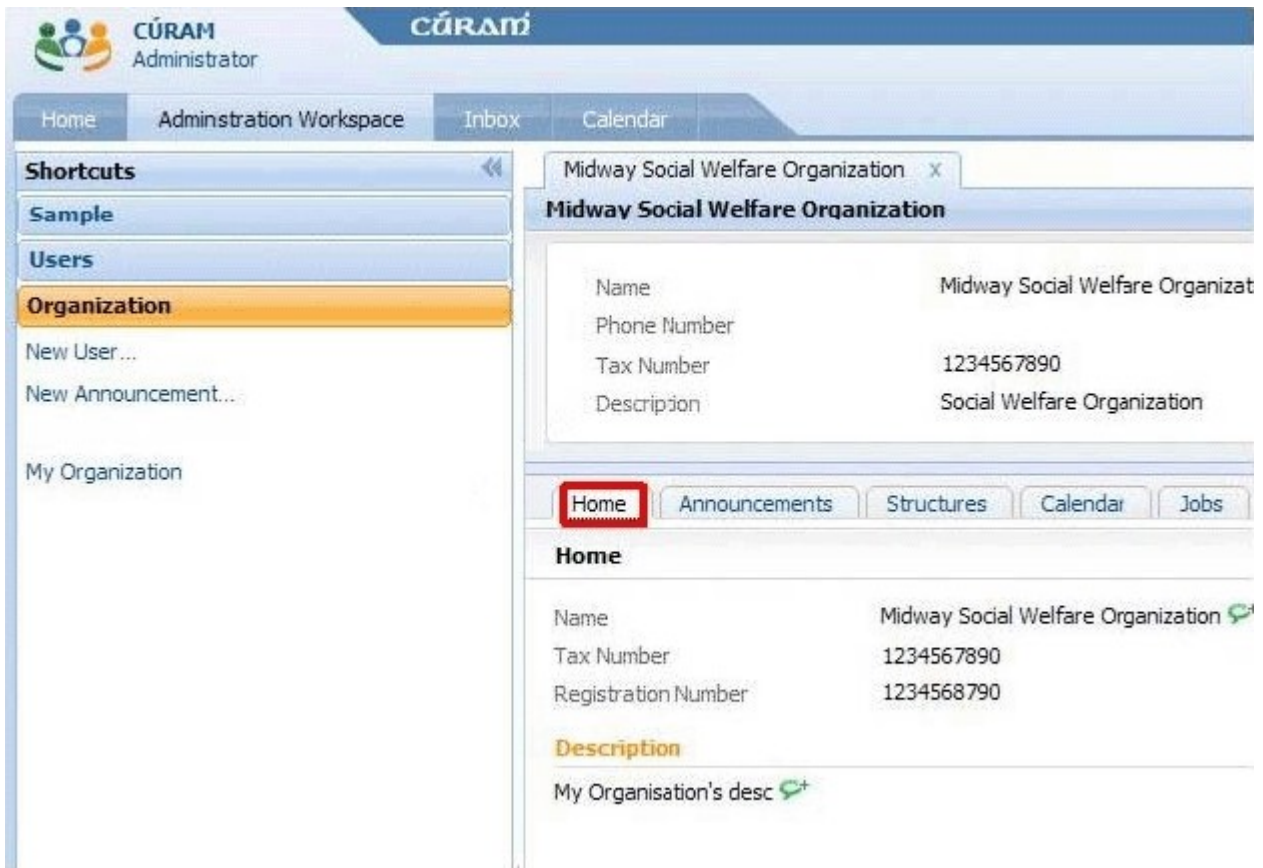 CÚRAM
Administrator
CÚRAM
Home Adminstration Workspace Inbox Calendar
Shortcuts
Sample
Users
Organization
New User...
New Announcement...
My Organization
Midway Social Welfare Organization x
Midway Social Welfare Organization
Name Midway Social Welfare Organizat
Phone Number
Tax Number 1234567890
Description Social Welfare Organization
Home Announcements Structures Calendar Jobs
Home
Name Midway Social Welfare Organization
Tax Number 1234567890
Registration Number 1234568790
Description
My Organisation's desc